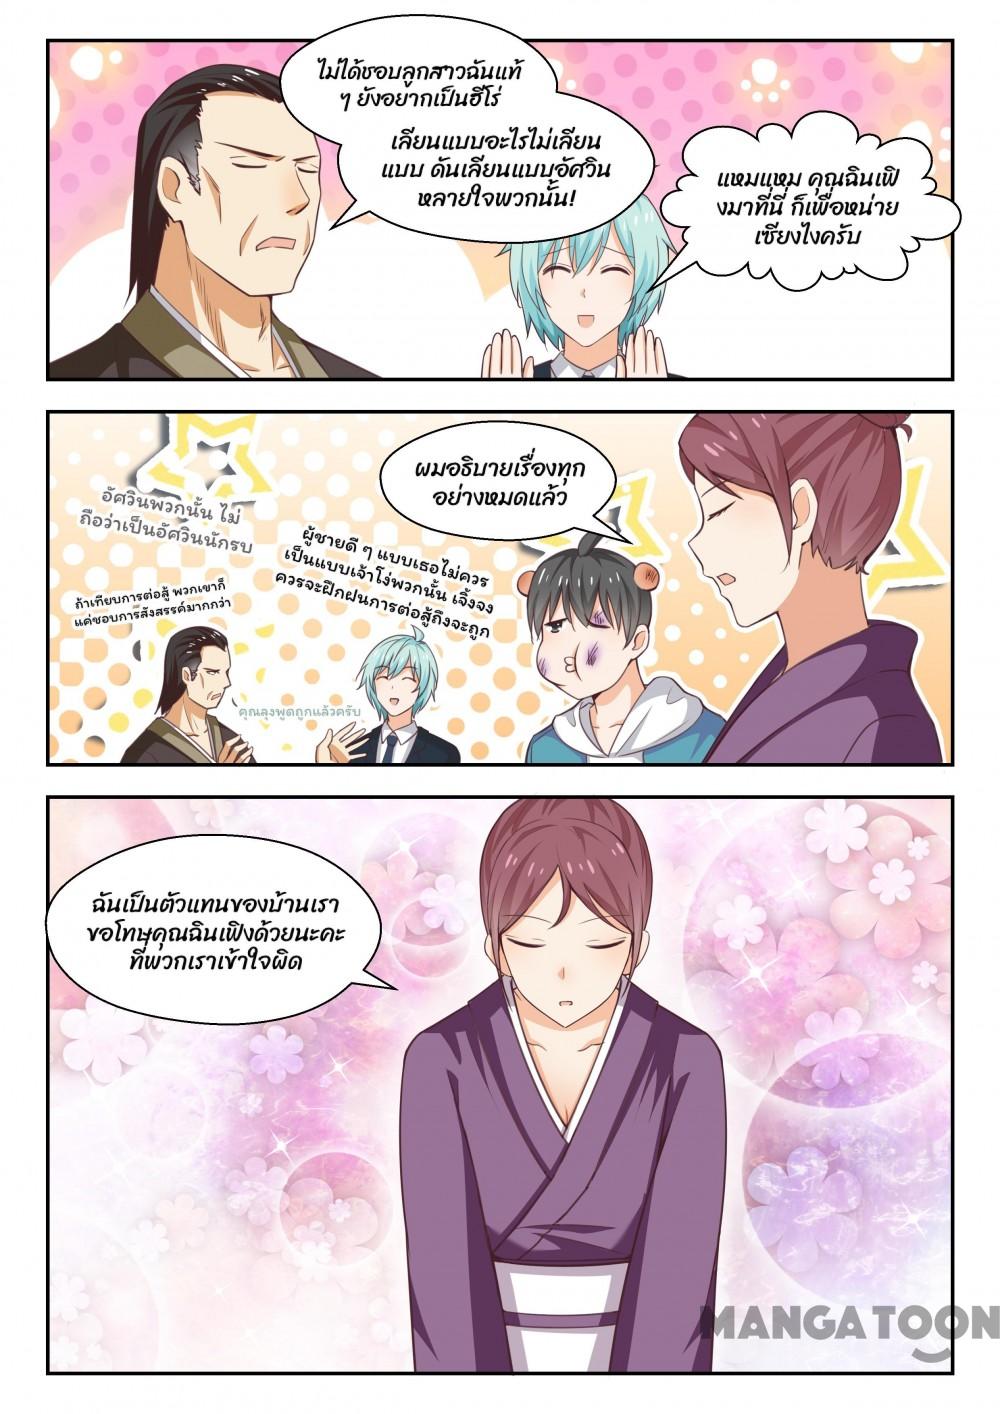 ไม่ได้ชอบลูกสาวฉันแท้
ๆ ยังอยากเป็นฮีโร่
เลียนแบบอะไรไม่เลียน
แบบ ดันเลียนแบบอัศวิน
หลายใจพวกนั้น!
แหมแหม คุณฉินเฟิ
งมาที่นี่ ก็เพื่อหน่าย
เซียงไงครับ
ผมอธิบายเรื่องทุก
อย่างหมดแล้ว
อัศวินพวกนั้น ไม่
ถือว่าเป็นอัศวินนักรบ
ผู้ชายดี ๆ แบบเธอไม่ควร
เป็นแบบเจ้าโง่พวกนั้น เจิ้งจง
ควรจะฝึกฝนการต่อสู้ถึงจะถูก
ถ้าเทียบการต่อสู้ พวกเขาก็
แค่ชอบการสังสรรค์มากกว่า
คุณลุงพูดถูกแล้วครับ
ฉันเป็นตัวแทนของบ้านเรา
ขอโทษคุณฉินเฟิงด้วยนะคะ
ที่พวกเราเข้าใจผิด
MANGATOON